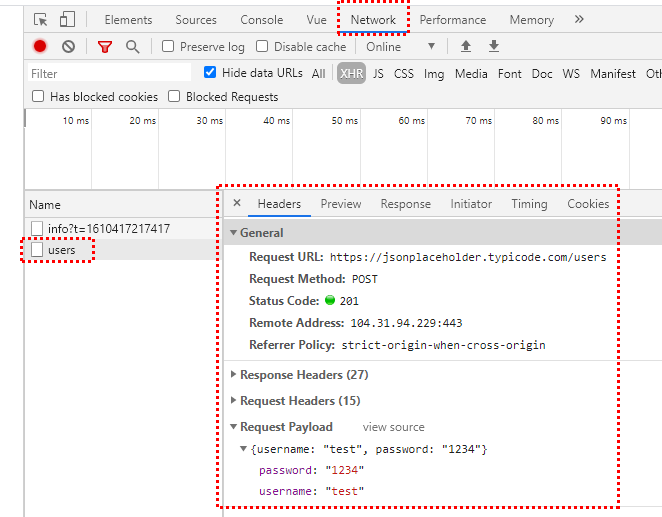 Elements Sources Console Vue Network Performance Memory »
Preserve log Disable cache Online ▼
Filter Hide data URLs All XHR JS CSS Img Media Font Doc WS Manifest Oth
Has blocked cookies Blocked Requests
10 ms 20 ms 30 ms 40 ms 50 ms 60 ms 70 ms 80 ms 90 ms
Name
info?t=1610417217417
users
× Headers Preview Response Initiator Timing Cookies
▼ General
Request URL: https://jsonplaceholder.typicode.com/users
Request Method: POST
Status Code: 201
Remote Address: 104.31.94.229:443
Referrer Policy: strict-origin-when-cross-origin
▶ Response Headers (27)
▶ Request Headers (15)
▼ Request Payload view source
▼ {username: "test", password: "1234"}
password: "1234"
username: "test"